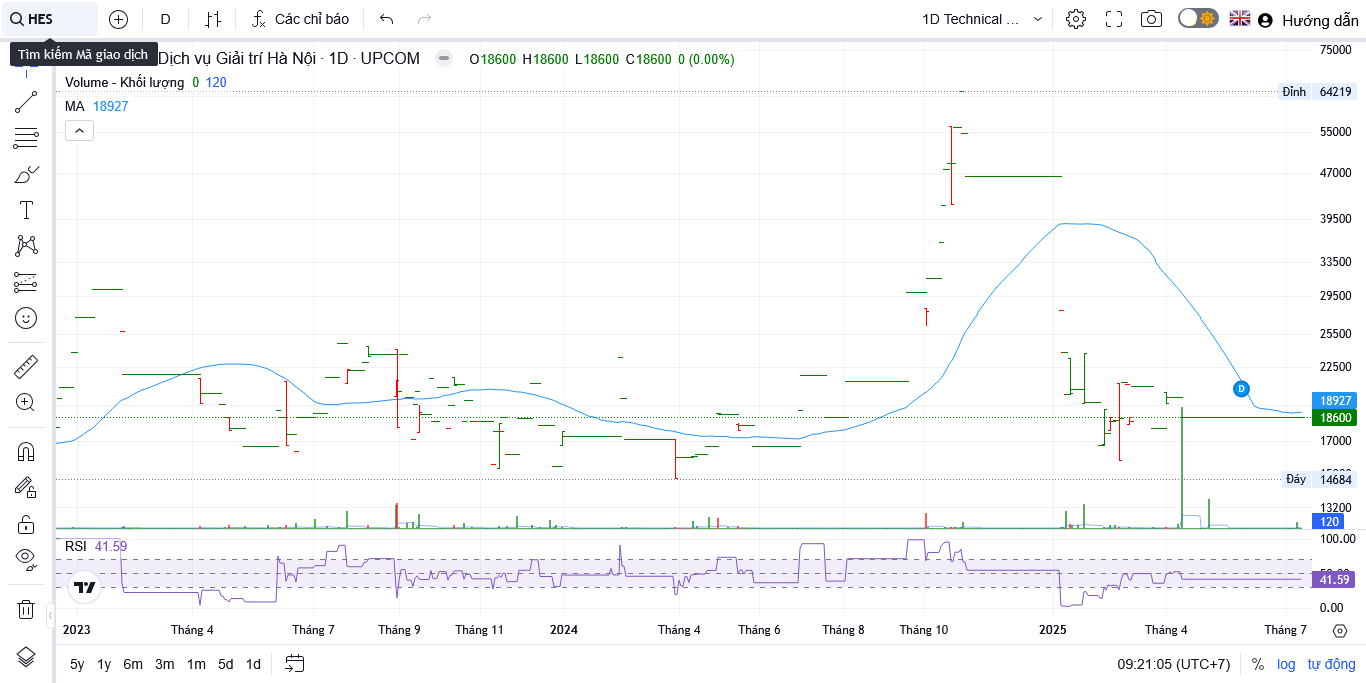 HES
D
Các chỉ báo
1D Technical ...
Hướng dẫn
Tìm kiếm Mã giao dịch
Dịch vụ Giải trí Hà Nội · 1D · UPCOM
O18600 H18600 L18600 C18600 0 (0.00%)
Volume - Khối lượng 0 120
MA 18927
75000
Đỉnh 64219
55000
47000
39500
33500
29500
25500
22500
D
18927
18600
17000
Đáy 14684
13200
120
RSI 41.59
100.00
41.59
0.00
2023 Tháng 4 Tháng 7 Tháng 9 Tháng 11 2024 Tháng 4 Tháng 6 Tháng 8 Tháng 10 2025 Tháng 4 Tháng 7
5y 1y 6m 3m 1m 5d 1d
09:21:05 (UTC+7) % log tự động